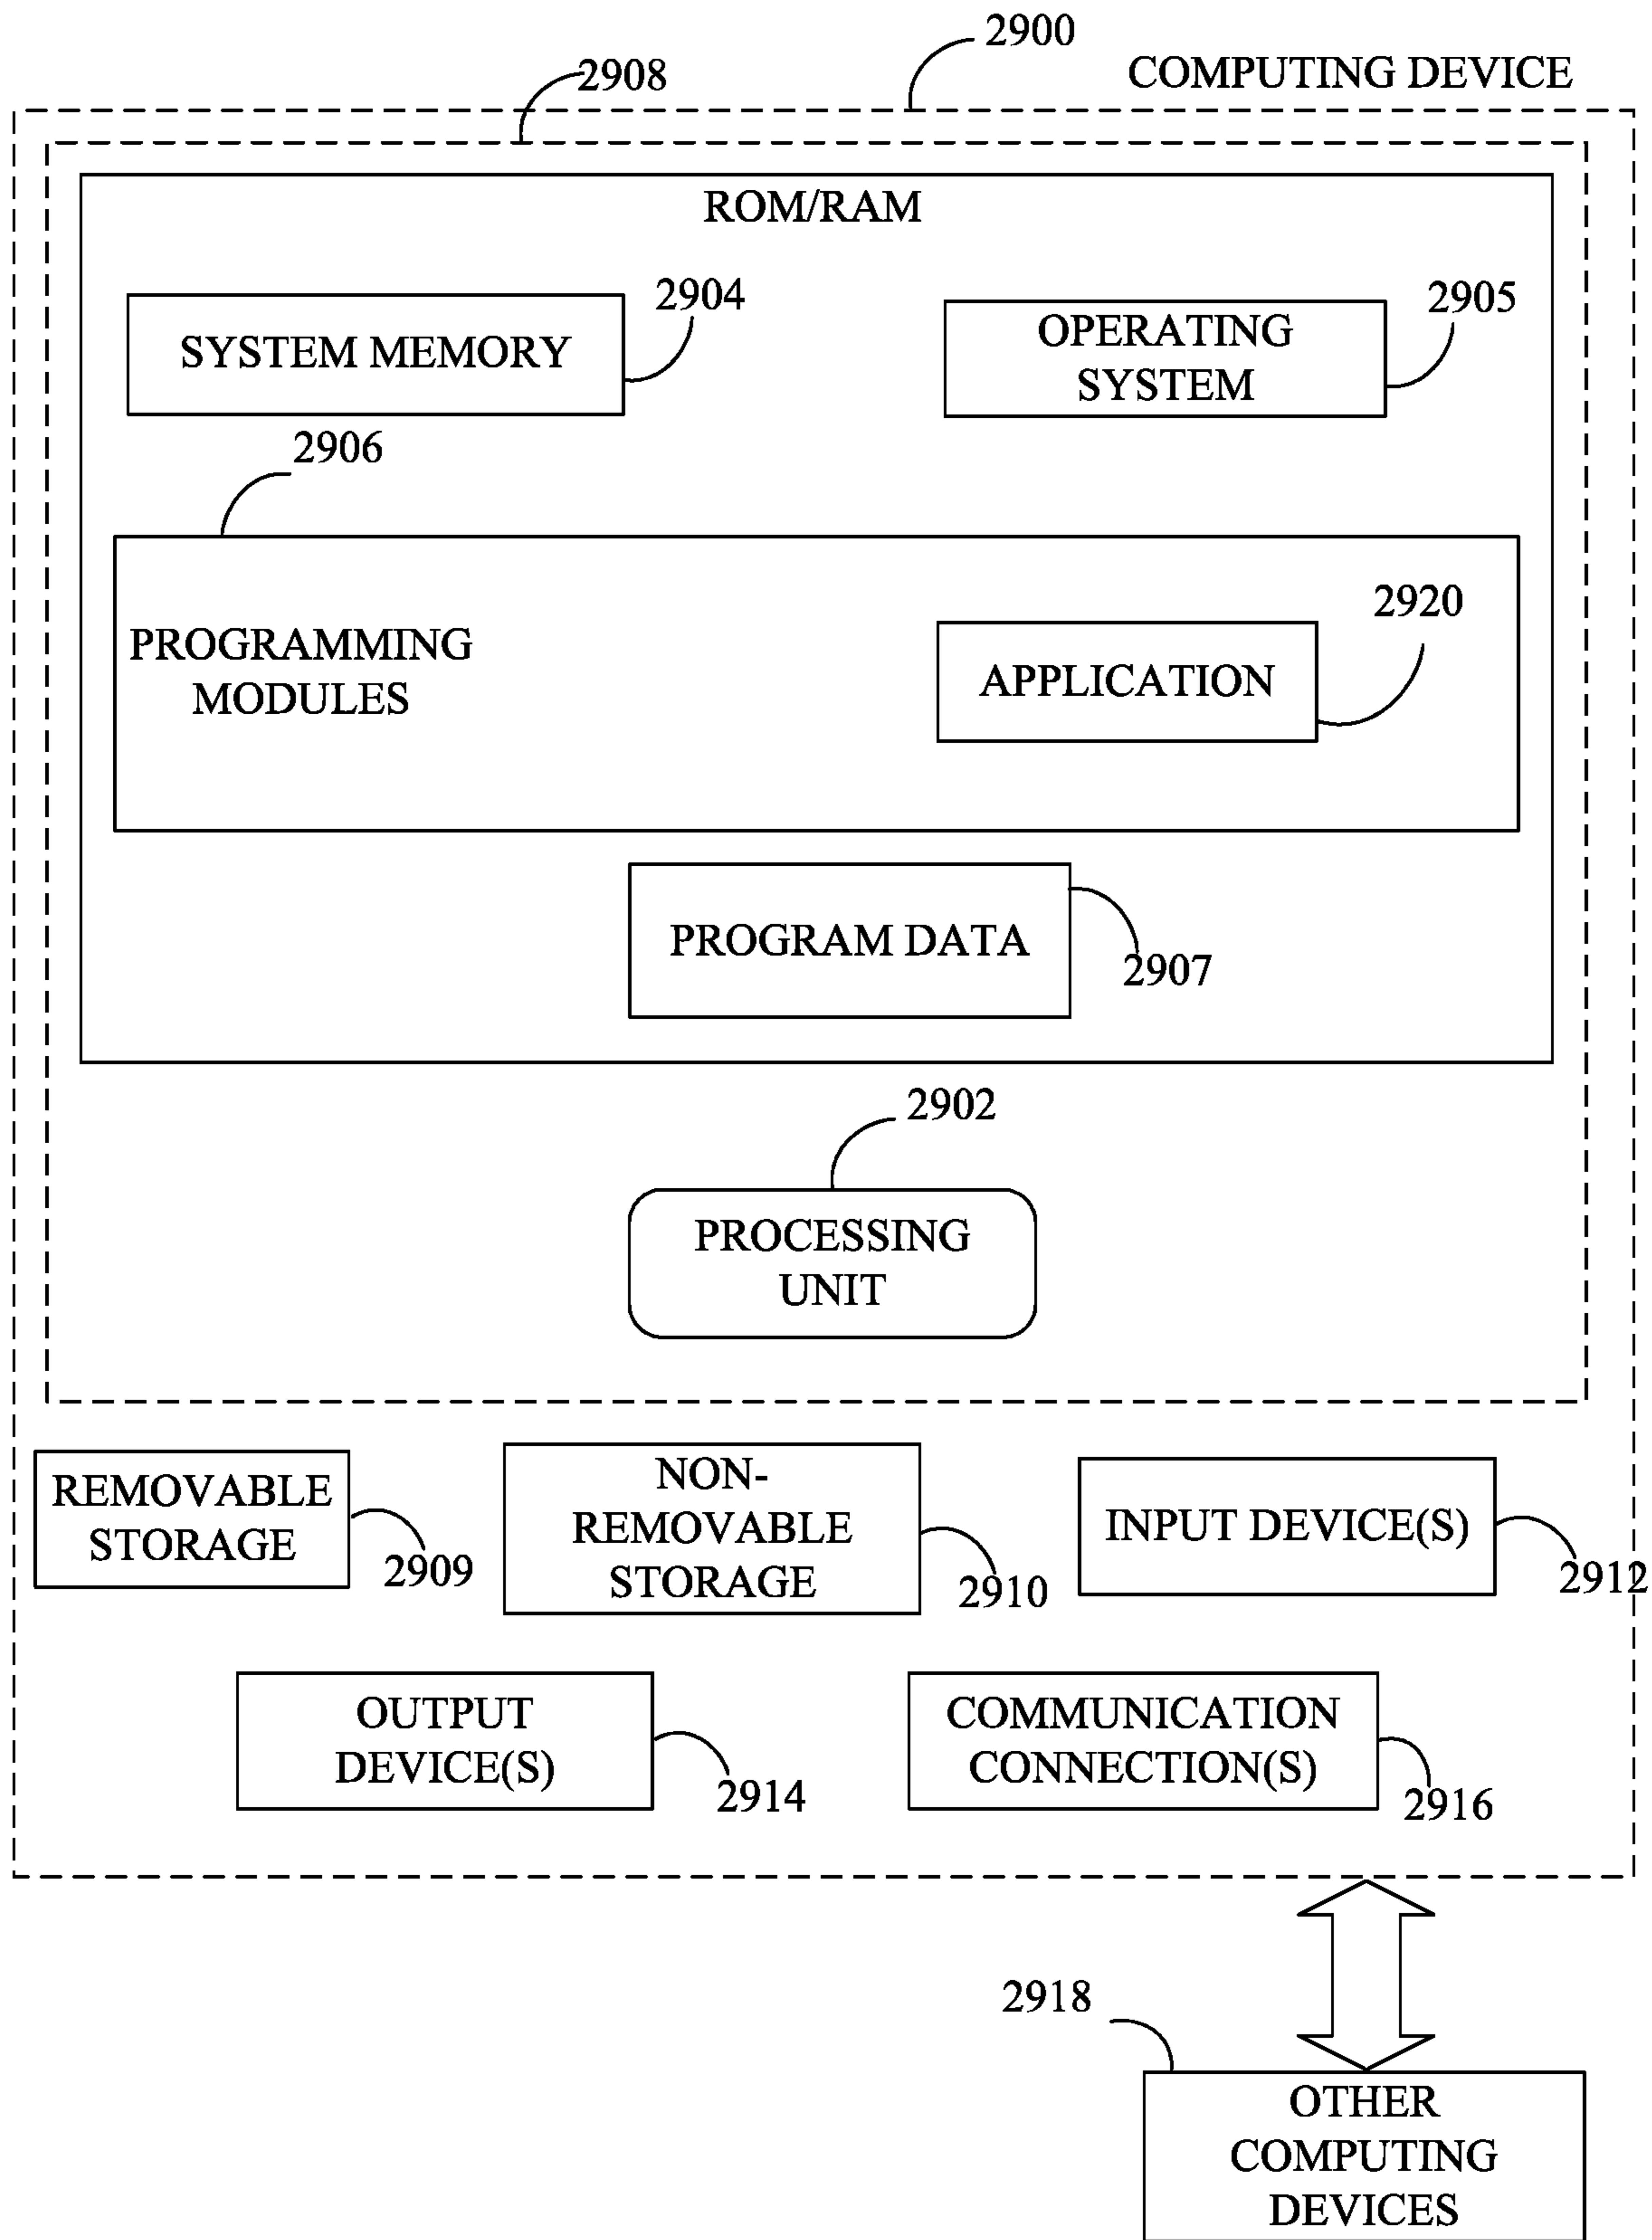 2900
COMPUTING DEVICE
2908
ROM/RAM
2904
SYSTEM MEMORY
2905
OPERATING
SYSTEM
2906
PROGRAMMING
MODULES
2920
APPLICATION
PROGRAM DATA
2907
2902
PROCESSING
UNIT
REMOVABLE
STORAGE
2909
NON-
REMOVABLE
STORAGE
2910
INPUT DEVICE(S)
2912
OUTPUT
DEVICE(S)
2914
COMMUNICATION
CONNECTION(S)
2916
2918
OTHER
COMPUTING
DEVICES